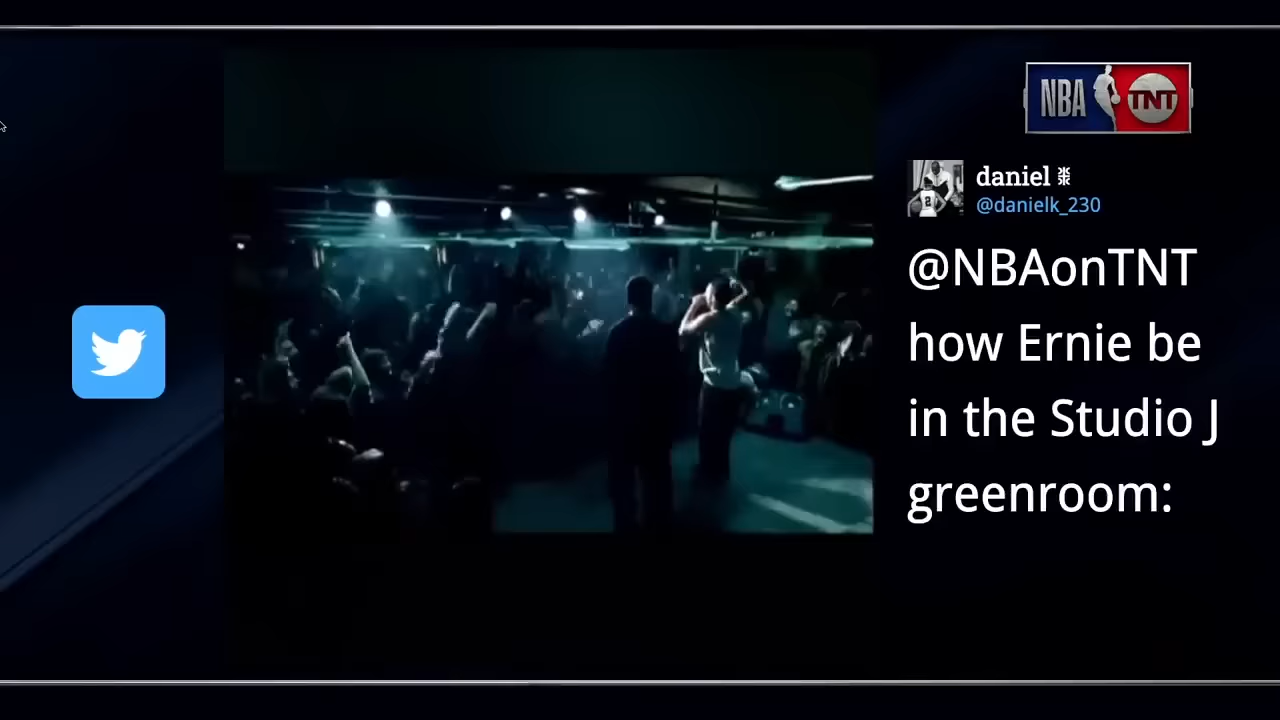 NBA TNT
daniel
@danielk_230
@NBAonTNT
how Ernie be
in the Studio J
greenroom: